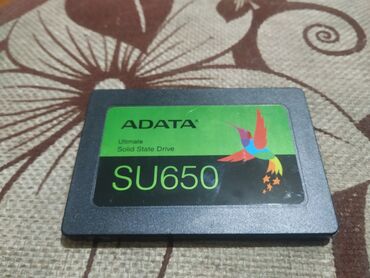 ADATA
Ultimate
Solid State Drive
SU650